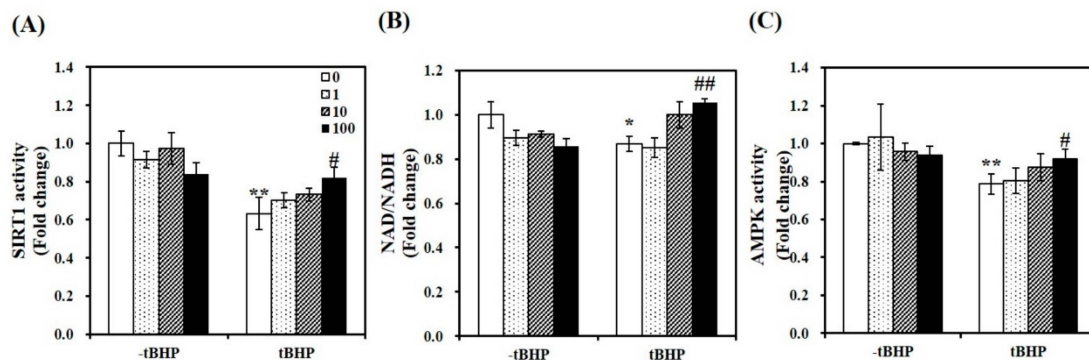 (A)
SIRT1 activity
(Fold change)
1.4
1.2
1.0
0.8
0.6
0.4
0.2
0.0
0
1
10
100
**
#
-tBHP
tBHP
(B)
NAD/NADH
(Fold change)
1.2
1.0
0.8
0.6
0.4
0.2
0.0
*
##
-tBHP
tBHP
(C)
AMPK activity
(Fold change)
1.4
1.2
1.0
0.8
0.6
0.4
0.2
0.0
**
#
-tBHP
tBHP